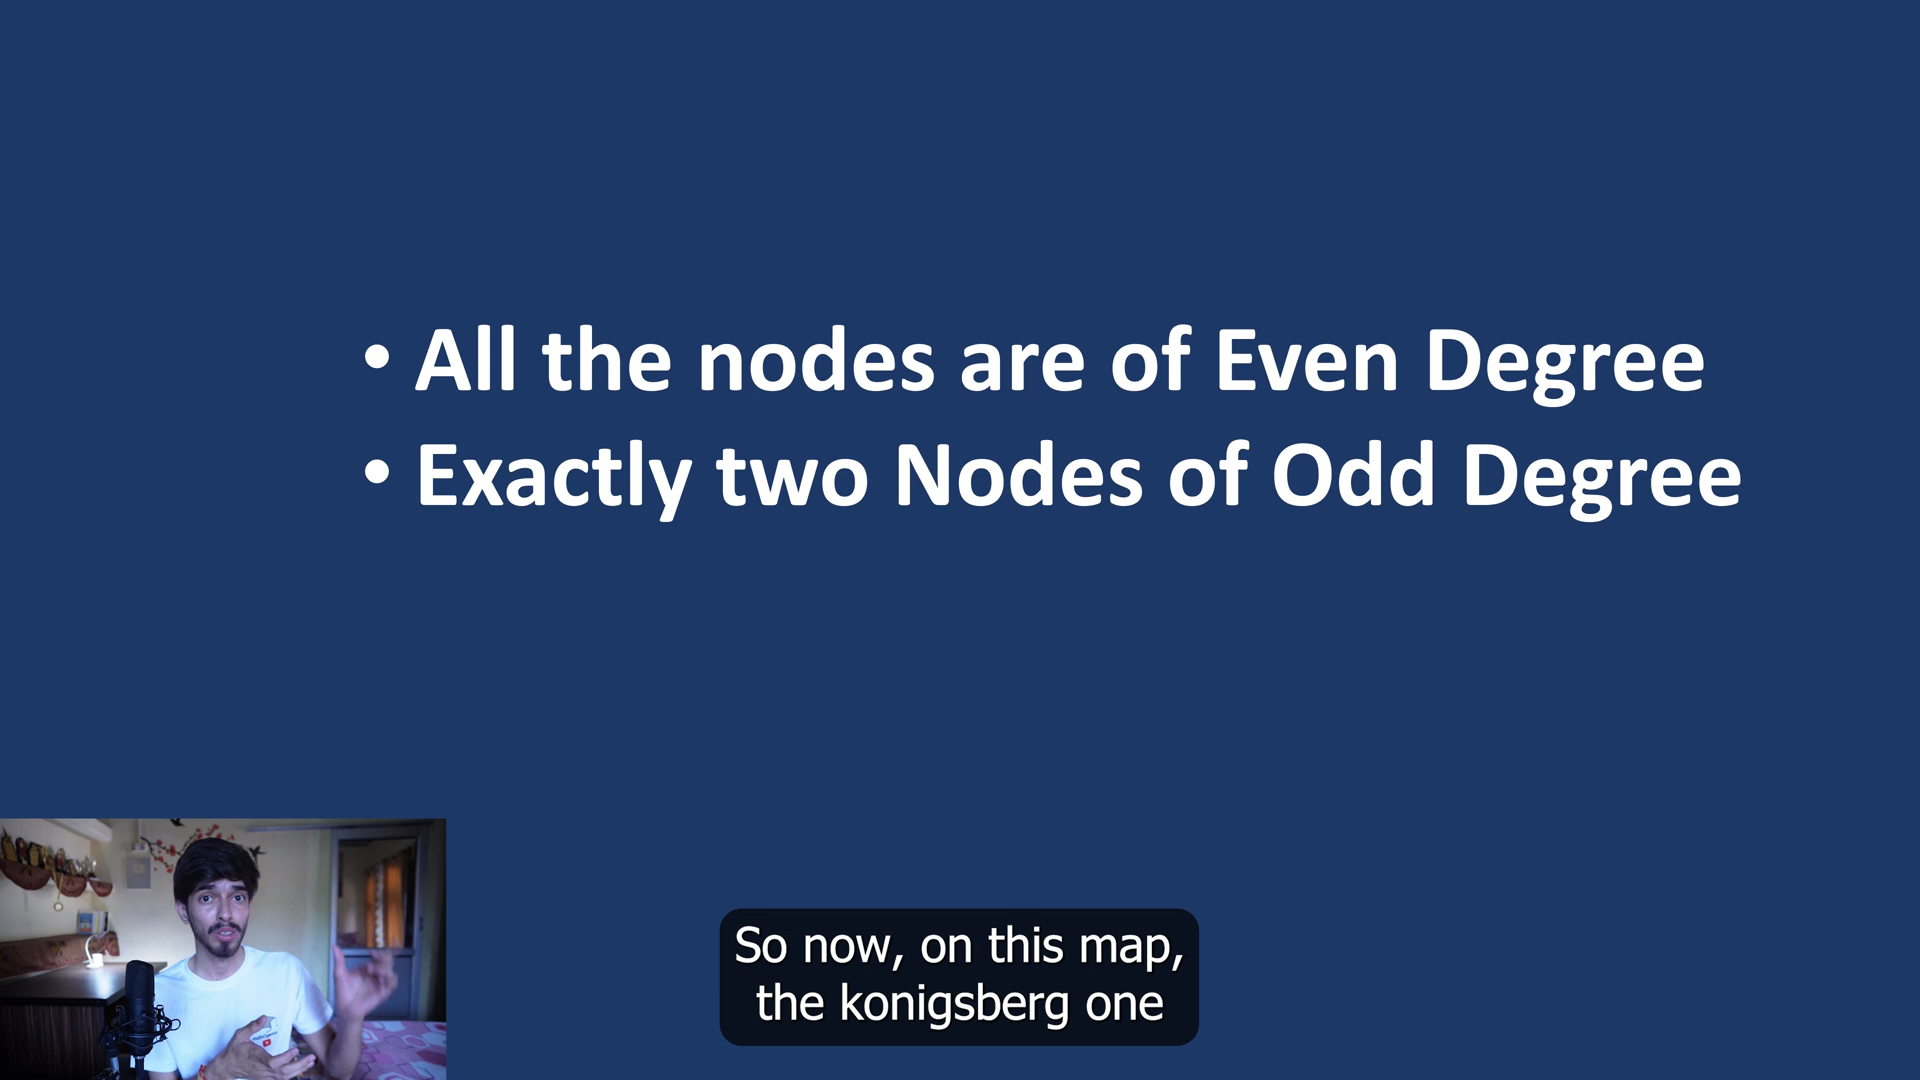 • All the nodes are of Even Degree
• Exactly two Nodes of Odd Degree
So now, on this map,
the konigsberg one